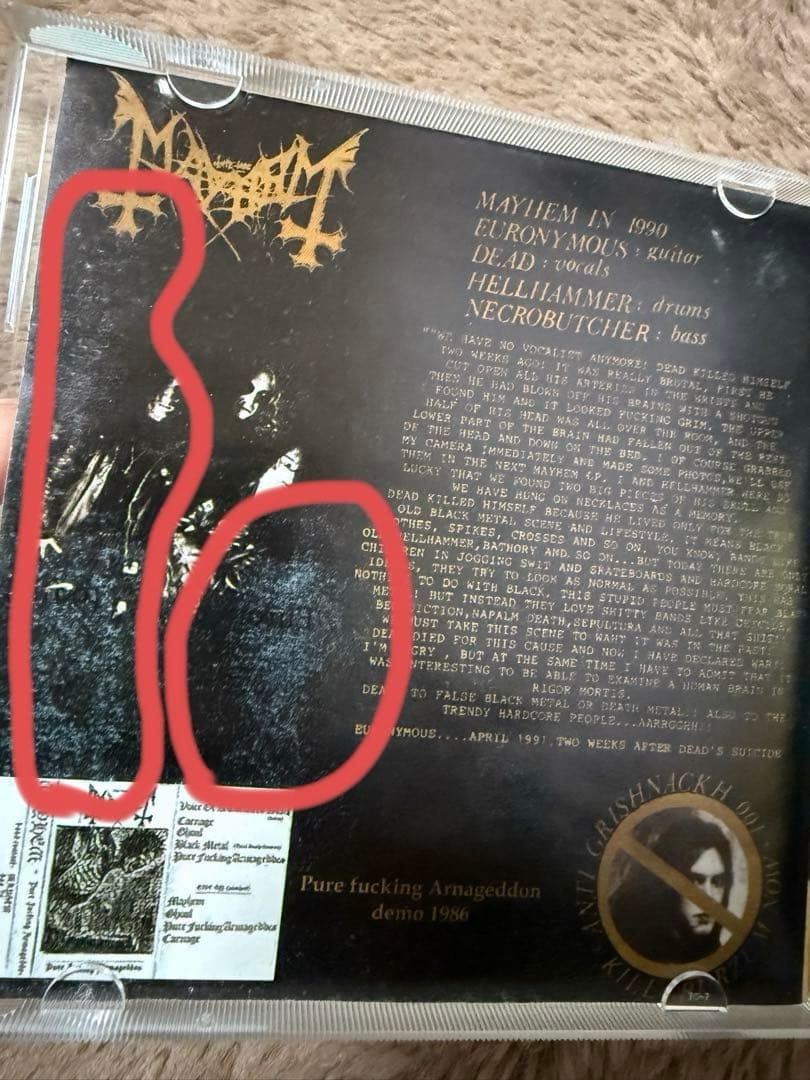 MAYHEM
MAYHEM IN 1990
EURONYMOUS : guitar
DEAD : vocals
HELLHAMMER : drums
NECROBUTCHER : bass
""WE HAVE NO VOCALIST ANYMORE! DEAD KILLED HIMSELF
TWO WEEKS AGO! IT WAS REALLY BRUTAL, FIRST HE
CUT OPEN ALL HIS ARTERIES IN THE WRISTS AND
THEN HE HAD BLOWN OFF HIS BRAINS WITH A SHOTGUN
FOUND HIM AND IT LOOKED FUCKING GRIM, THE UPPER
HALF OF HIS HEAD WAS ALL OVER THE ROOM, AND THE
LOWER PART OF THE BRAIN HAD FALLEN OUT OF THE REST
OF THE HEAD AND DOWN ON THE BED. I OF COURSE GRABBED
MY CAMERA IMMEDIATELY AND MADE SOME PHOTOS, WE'LL USE
THEM IN THE NEXT MAYHEM LP. I AND HELLHAMMER WERE SO
LUCKY THAT WE FOUND TWO BIG PIECES OF HIS SKULL AND
WE HAVE HUNG ON NECKLACES AS A MEMORY.
DEAD KILLED HIMSELF BECAUSE HE LIVED ONLY FOR THE
OLD BLACK METAL SCENE AND LIFESTYLE. IT MEANS BLACK
CLOTHES, SPIKES, CROSSES AND SO ON. YOU KNOW, BANDS LIKE
OLD HELLHAMMER, BATHORY AND SO ON...BUT TODAY THERE ARE ONLY
CHILDREN IN JOGGING SWIT AND SKATEBOARDS AND HARDCORE MORAL
IDEALS, THEY TRY TO LOOK AS NORMAL AS POSSIBLE, THIS HAS
NOTHING TO DO WITH BLACK, THIS STUPID PEOPLE MUST FEAR BLACK
METAL! BUT INSTEAD THEY LOVE SHITTY BANDS LIKE DEICIDE,
BENEDICTION, NAPALM DEATH, SEPULTURA AND ALL THAT SHIT!!
WE MUST TAKE THIS SCENE TO WHAT IT WAS IN THE PAST!
DEAD DIED FOR THIS CAUSE AND NOW I HAVE DECLARED WAR!
I'M ANGRY , BUT AT THE SAME TIME I HAVE TO ADMIT THAT IT
WAS INTERESTING TO BE ABLE TO EXAMINE A HUMAN BRAIN IN
RIGOR MORTIS.
DEATH TO FALSE BLACK METAL OR DEATH METAL!! ALSO TO THE
TRENDY HARDCORE PEOPLE...AARRGGHH!!
EURONYMOUS....APRIL 1991,TWO WEEKS AFTER DEAD'S SUICIDE
Carnage
Ghoul
Black Metal
Pure Fucking Armageddon
Mayhem
Ghoul
Pure Fucking Armageddon
Carnage
Pure Fucking Armageddon
Pure fucking Armageddon
demo 1986
ANTI GRISHNACKH 001